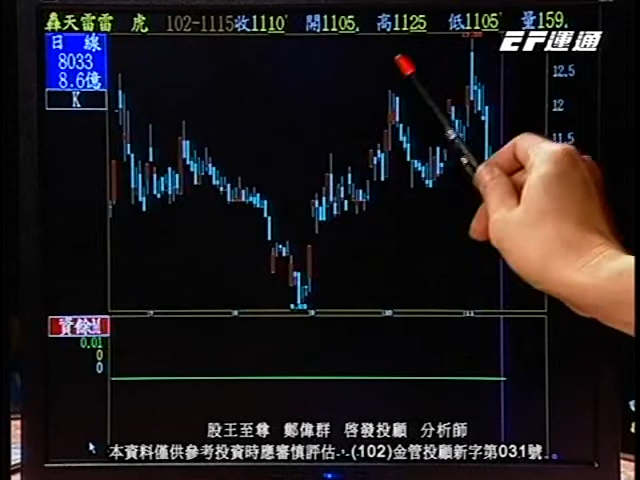 轟天雷雷 虎 102-1115收1110 開1105. 高1125 低1105 量159.
EF運通
日 線
8033
8.6億
K
12.5
12
11.5
資餘M
0.01
0
0
股王至尊 鄭偉群 啓發投顧 分析師
本資料僅供參考投資時應審慎評估..(102)金管投顧新字第031號..